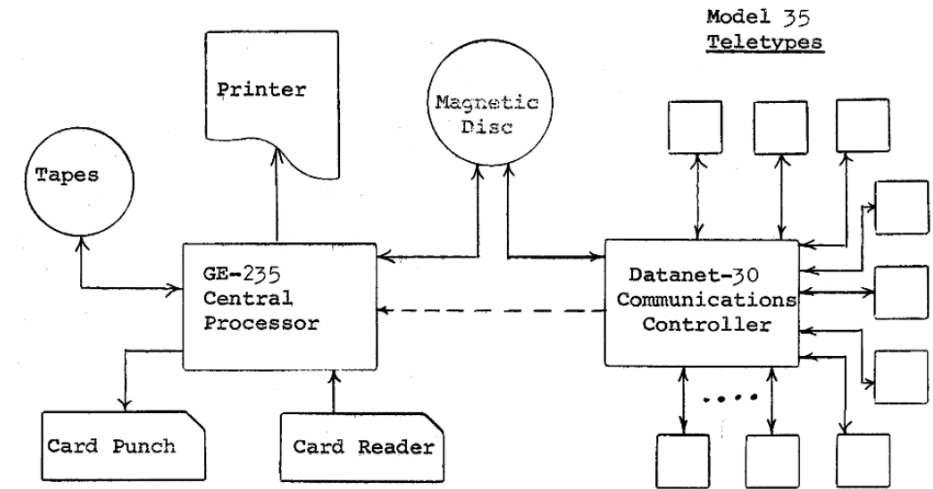 Model 35
Teletypes
Printer
Magnetic
Disc
Tapes
GE-235
Central
Processor
Datanet-30
Communications
Controller
Card Punch
Card Reader